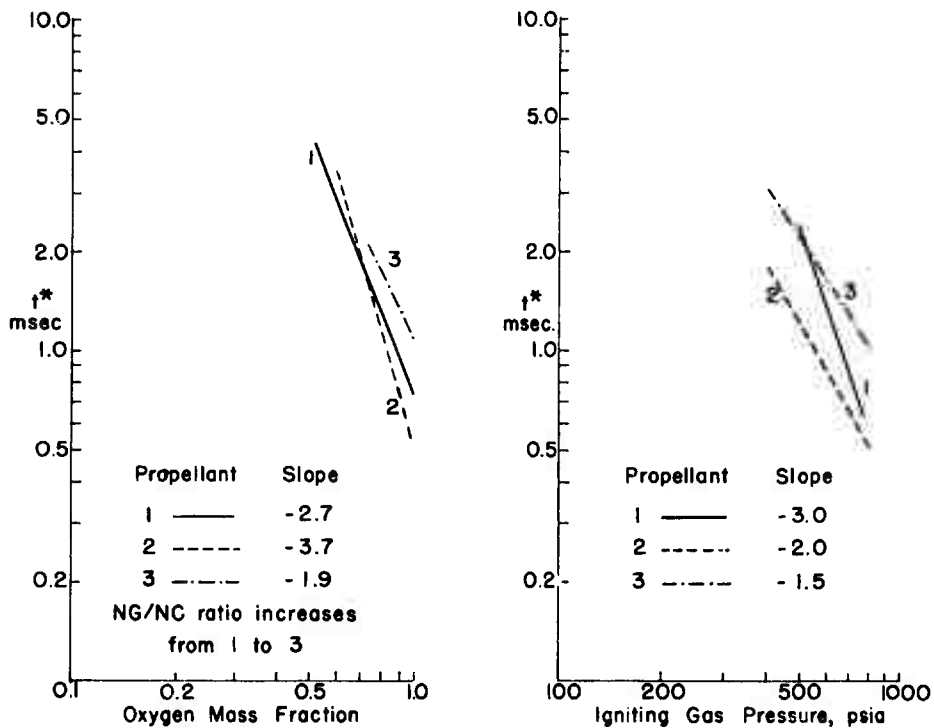 10.0
5.0
2.0
t*
msec
1.0
0.5
0.2
1
2
3
Propellant Slope
1 -2.7
2 -3.7
3 -1.9
NG/NC ratio increases
from 1 to 3
0.1 0.2 0.5 1.0
Oxygen Mass Fraction
10.0
5.0
2.0
t*
msec.
1.0
0.5
0.2
2
3
1
Propellant Slope
1 -3.0
2 -2.0
3 -1.5
100 200 500 1000
Igniting Gas Pressure, psia